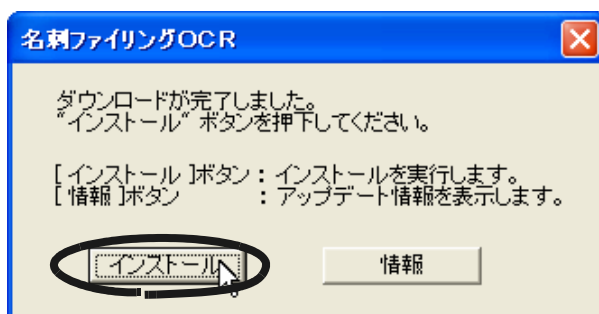 名刺ファイリングOCR
ダウンロードが完了しました。
“インストール” ボタンを押下してください。
[ インストール ]ボタン：インストールを実行します。
[ 情報 ]ボタン　　　：アップデート情報を表示します。
インストール
情報